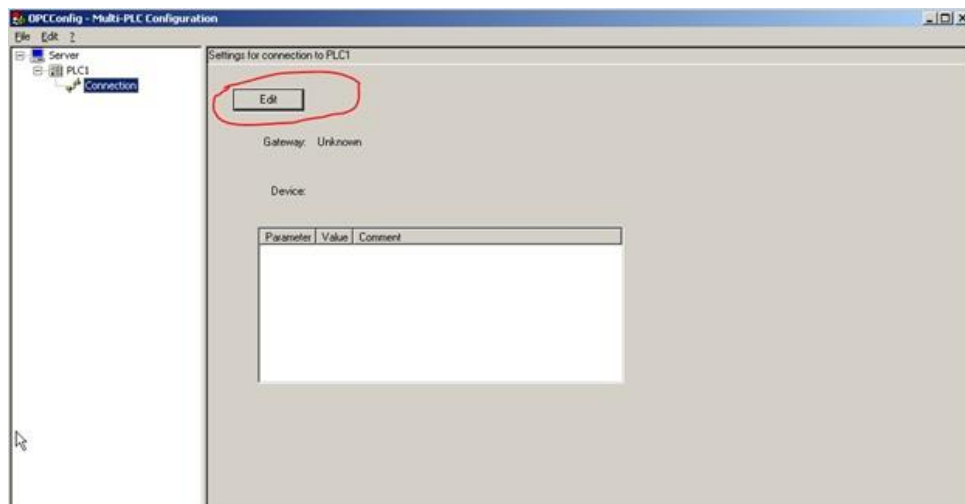 OPCConfig - Multi-PLC Configuration
File Edit ?
Server
PLC1
Connection
Settings for connection to PLC1
Edit
Gateway: Unknown
Device:
Parameter Value Comment